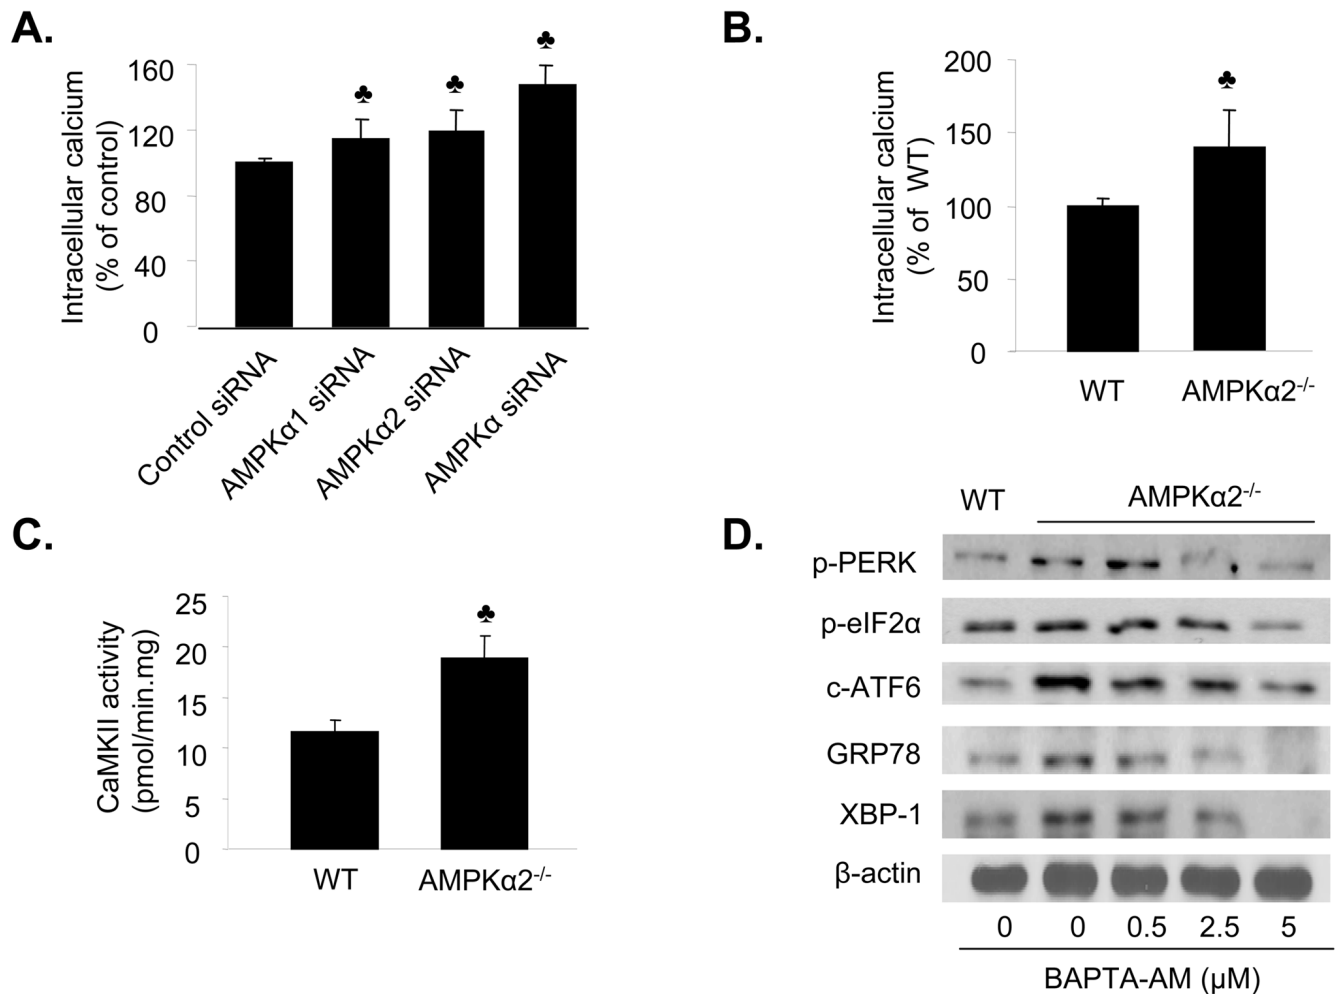 A.
Intracellular calcium
(% of control)
160
120
80
40
0
♣
♣
♣
Control siRNA
AMPKα1 siRNA
AMPKα2 siRNA
AMPKα siRNA
B.
Intracellular calcium
(% of WT)
200
150
100
50
0
♣
WT
AMPKα2-/-
C.
CaMKII activity
(pmol/min.mg)
25
20
15
10
5
0
♣
WT
AMPKα2-/-
D.
WT
AMPKα2-/-
p-PERK
p-eIF2α
c-ATF6
GRP78
XBP-1
β-actin
0 0 0.5 2.5 5
BAPTA-AM (μM)